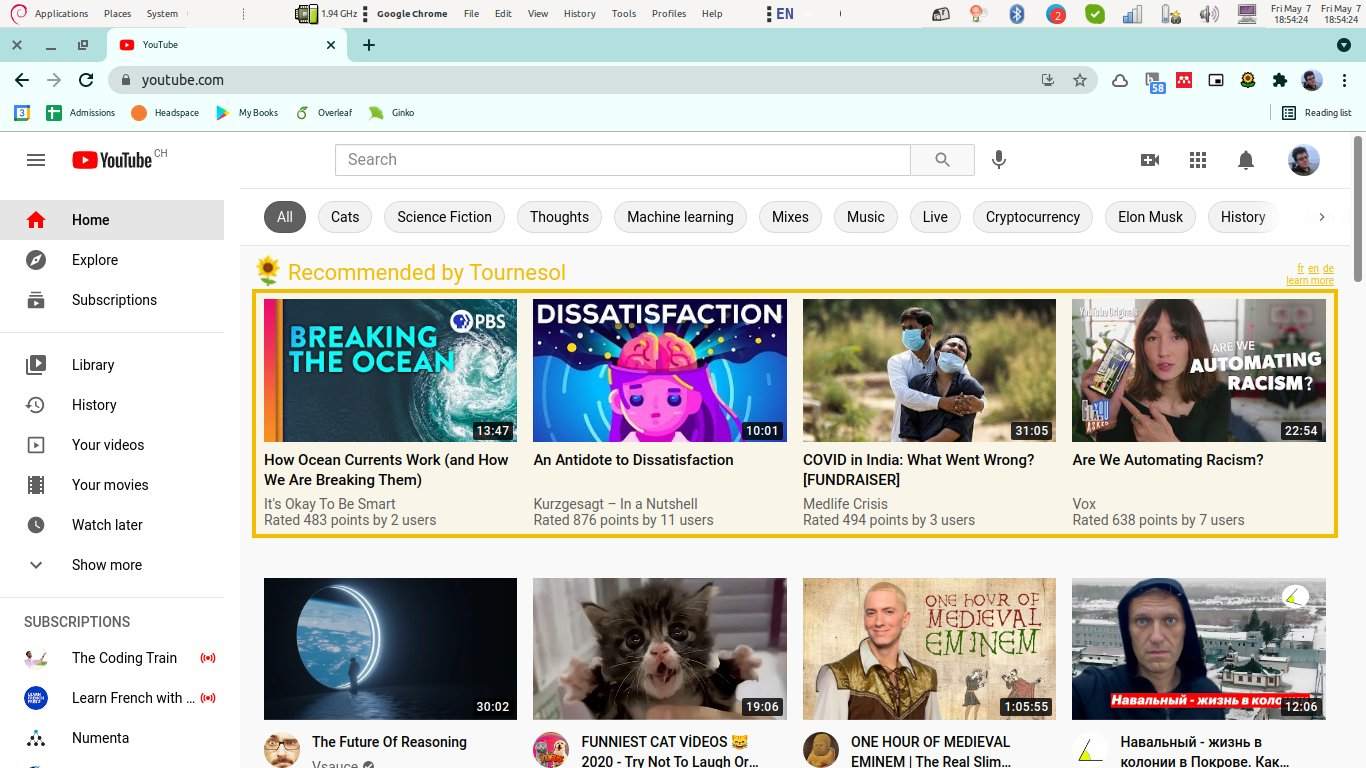 Applications Places System 1.94 GHz Google Chrome File Edit View History Tools Profiles Help EN Fri May 7 Fri May 7
18:54:24 18:54:24
YouTube
youtube.com
58
3 Admissions Headspace My Books Overleaf Ginko Reading list
YouTube CH
Search
All Cats Science Fiction Thoughts Machine learning Mixes Music Live Cryptocurrency Elon Musk History
Home
Explore
Subscriptions
Library
History
Your videos
Your movies
Watch later
Show more
SUBSCRIPTIONS
The Coding Train
Learn French with ...
Numenta
Recommended by Tournesol
fr en de
learn more
BREAKING
THE OCEAN
PBS
13:47
How Ocean Currents Work (and How
We Are Breaking Them)
It's Okay To Be Smart
Rated 483 points by 2 users
DISSATISFACTION
10:01
An Antidote to Dissatisfaction
Kurzgesagt – In a Nutshell
Rated 876 points by 11 users
31:05
COVID in India: What Went Wrong?
[FUNDRAISER]
Medlife Crisis
Rated 494 points by 3 users
YouTube Originals
ARE WE
AUTOMATING
RACISM?
22:54
Are We Automating Racism?
Vox
Rated 638 points by 7 users
30:02
The Future Of Reasoning
Vsauce
19:06
FUNNIEST CAT VİDEOS 😹
2020 - Try Not To Laugh Or...
ONE HOUR OF
MEDIEVAL
EMINEM
1:05:55
ONE HOUR OF MEDIEVAL
EMINEM | The Real Slim...
Навальный - жизнь в
12:06
Навальный - жизнь в
колонии в Покрове. Как...